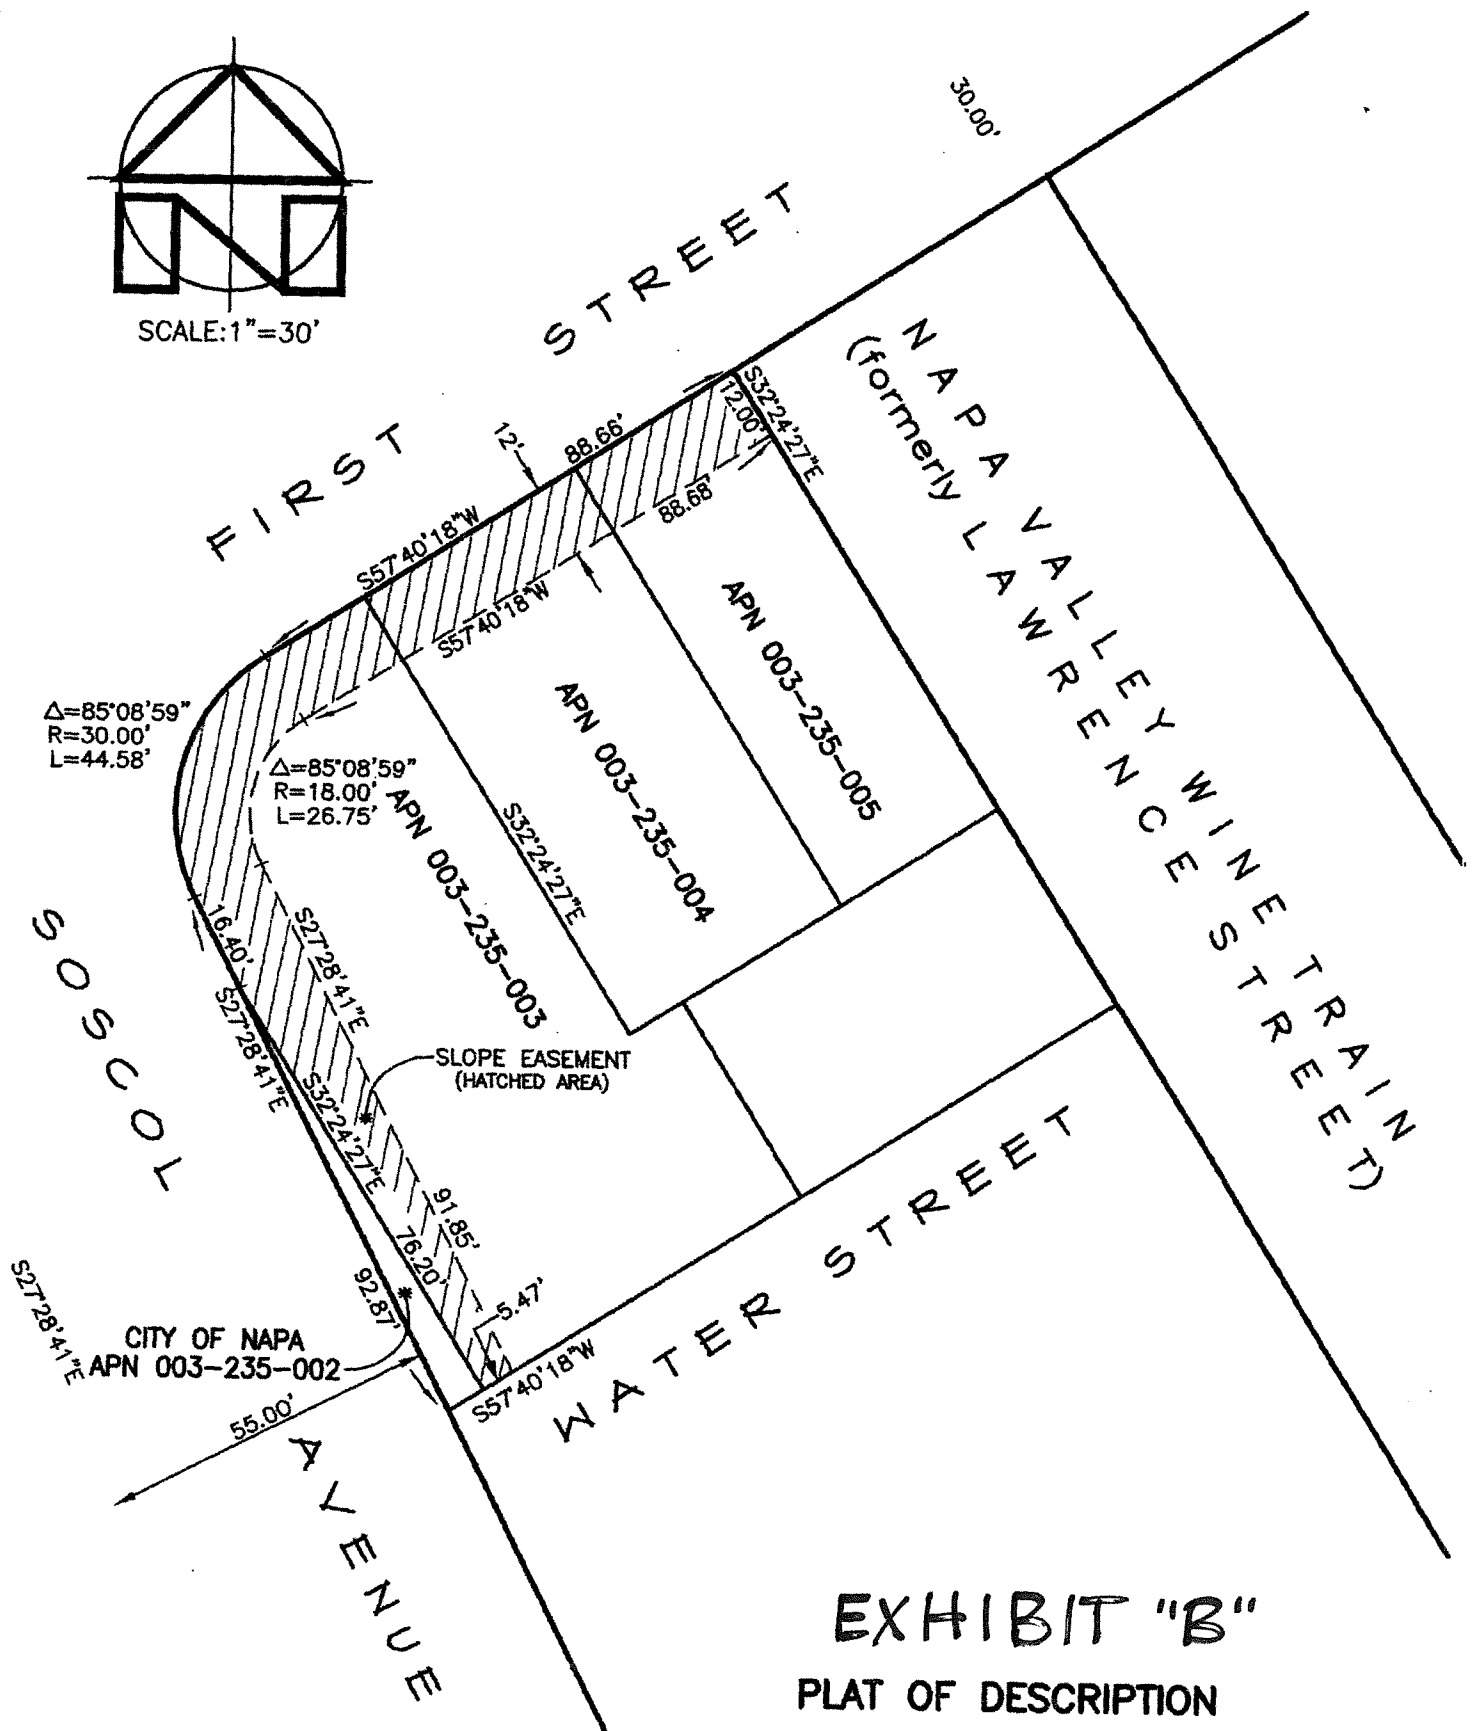 N
SCALE:1"=30'
30.00'
FIRST STREET
NAPA VALLEY WINE TRAIN
(formerly LAWRENCE STREET)
S32°24'27"E
12.00'
12'
88.66'
88.68'
S57°40'18"W
S57°40'18"W
APN 003-235-005
APN 003-235-004
APN 003-235-003
S32°24'27"E
Δ=85°08'59"
R=30.00'
L=44.58'
Δ=85°08'59"
R=18.00'
L=26.75'
16.40'
S27°28'41"E
S27°28'41"E
S32°24'27"E
SLOPE EASEMENT
(HATCHED AREA)
91.85'
76.20'
92.87'
5.47'
S57°40'18"W
WATER STREET
SOSCOL AVENUE
S27°28'41"E
CITY OF NAPA
APN 003-235-002
55.00'
EXHIBIT "B"
PLAT OF DESCRIPTION